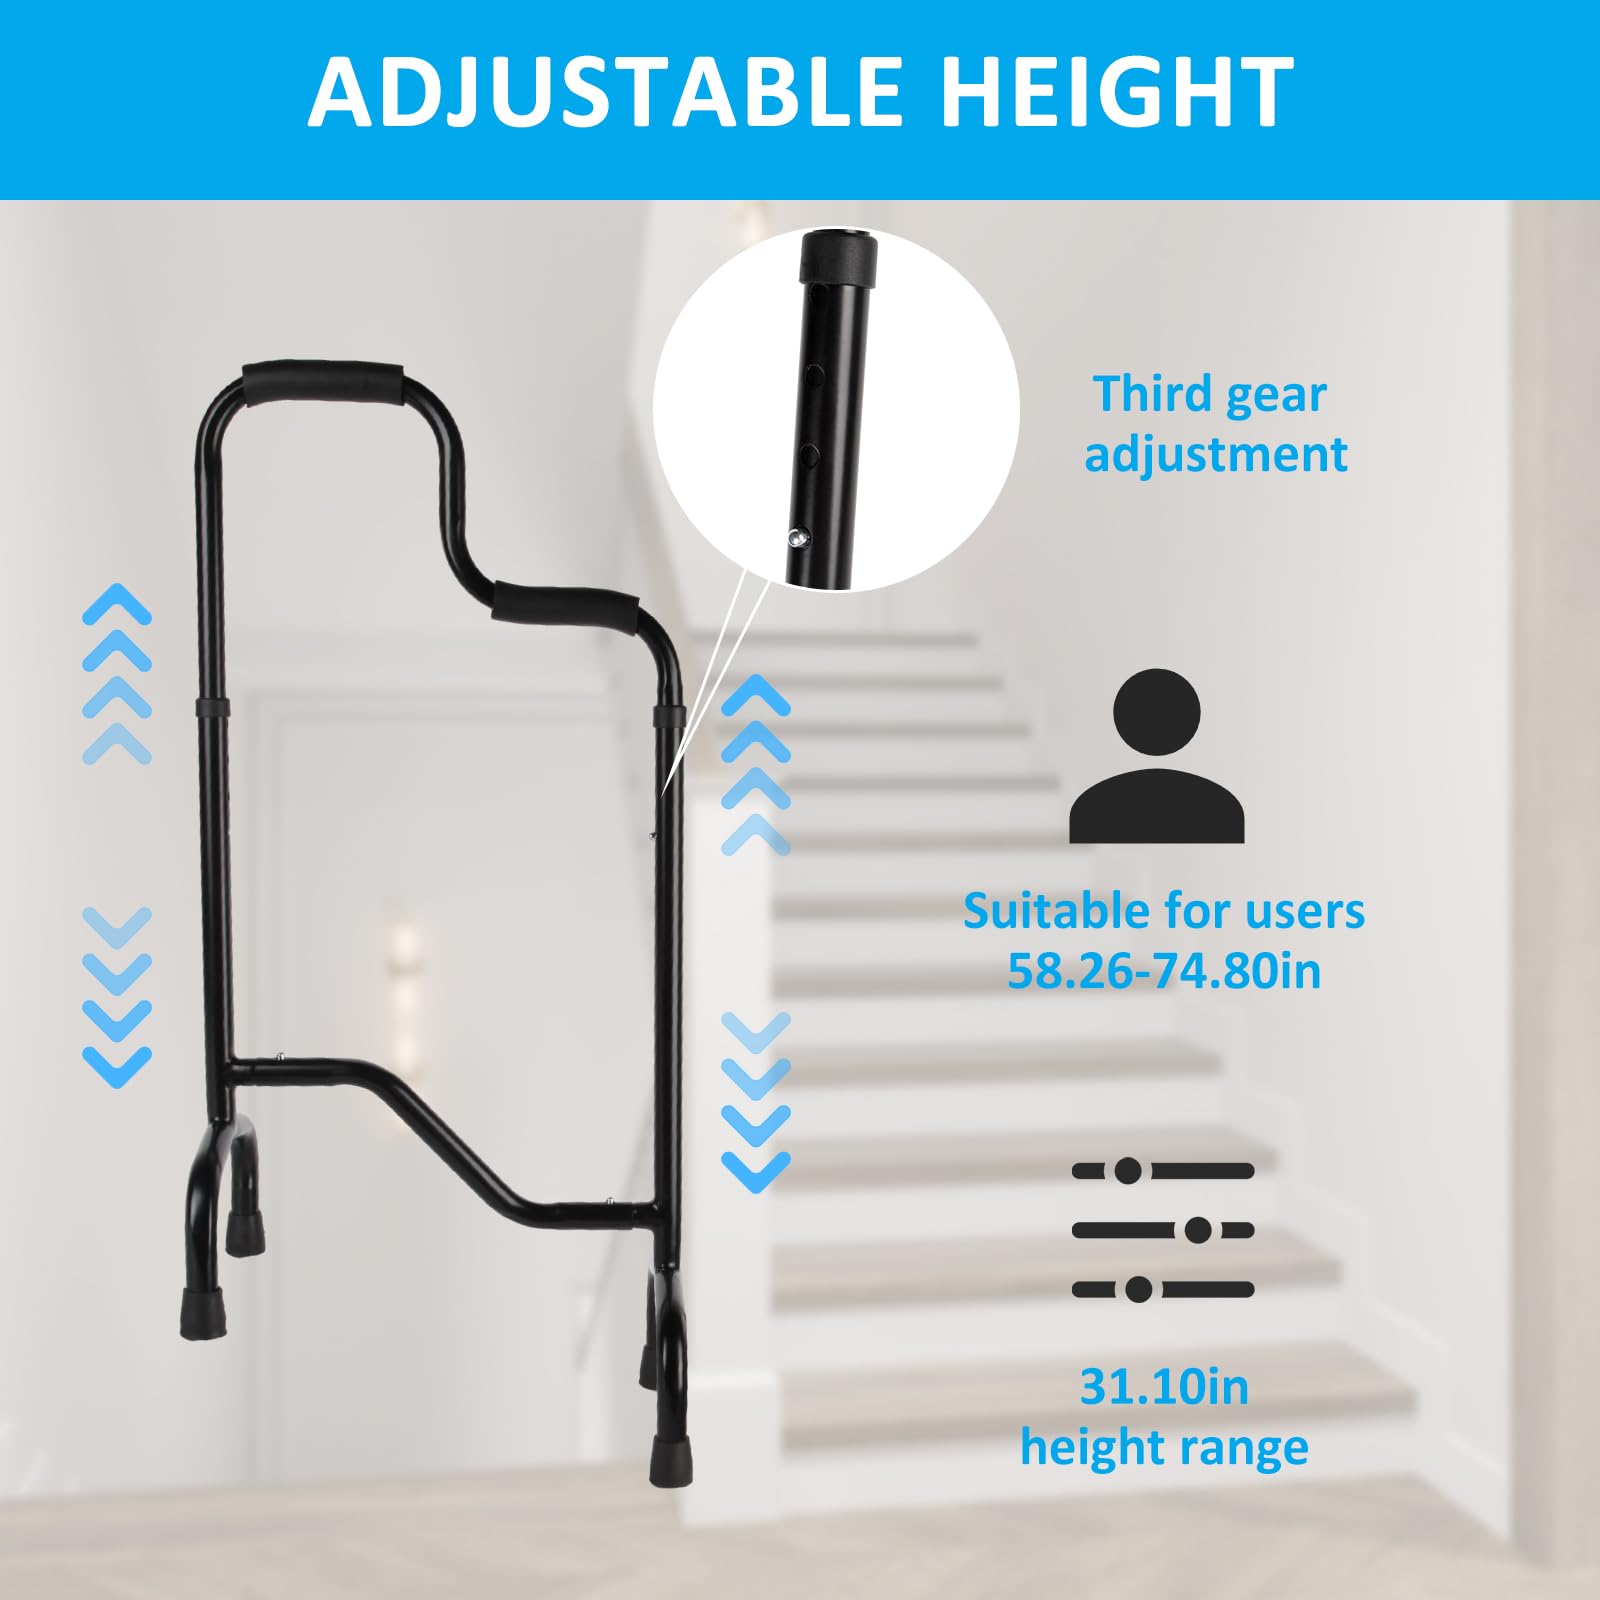 ADJUSTABLE HEIGHT
Third gear
adjustment
Suitable for users
58.26-74.80in
31.10in
height range